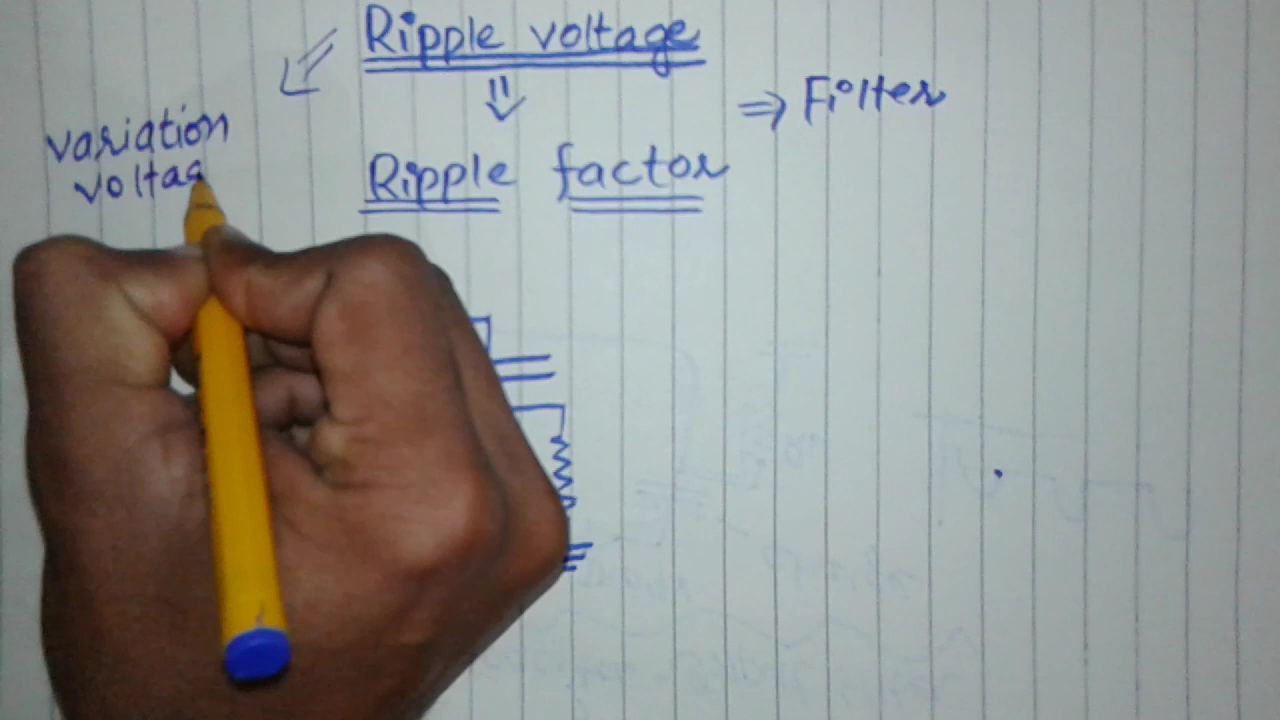 Ripple voltage
⇒ Filter
variation
voltag
Ripple factor